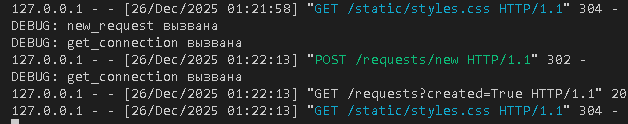 127.0.0.1 - - [26/Dec/2025 01:21:58] "GET /static/styles.css HTTP/1.1" 304 -
DEBUG: new_request вызвана
DEBUG: get_connection вызвана
127.0.0.1 - - [26/Dec/2025 01:22:13] "POST /requests/new HTTP/1.1" 302 -
DEBUG: get_connection вызвана
127.0.0.1 - - [26/Dec/2025 01:22:13] "GET /requests?created=True HTTP/1.1" 20
127.0.0.1 - - [26/Dec/2025 01:22:13] "GET /static/styles.css HTTP/1.1" 304 -